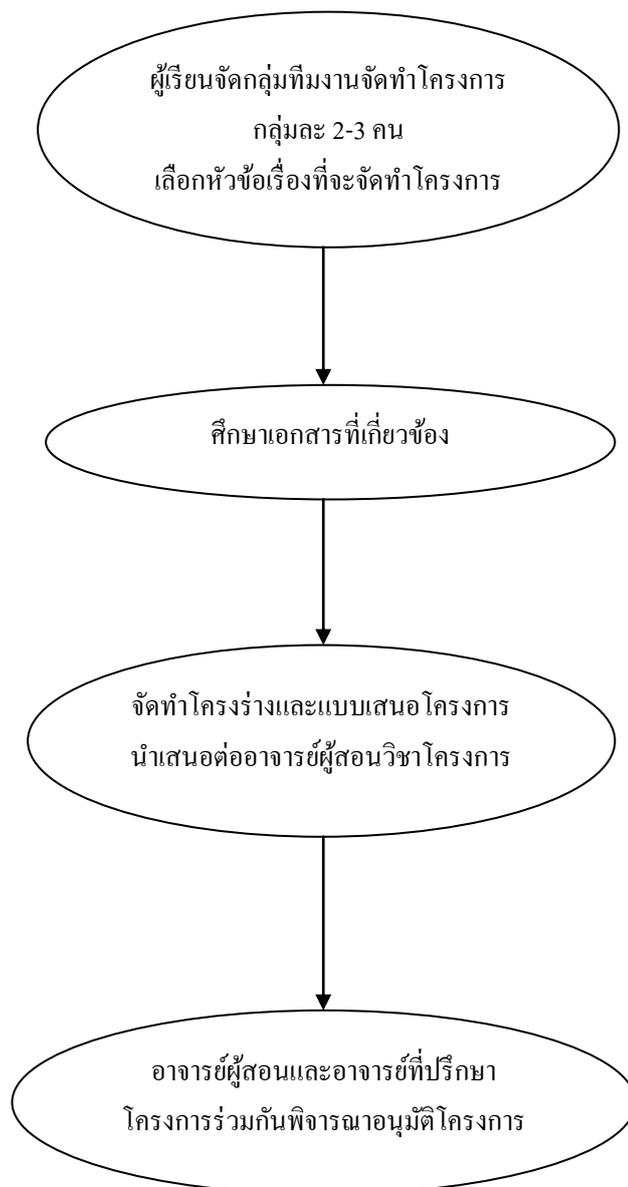 ผู้เรียนจัดกลุ่มทีมงานจัดทำโครงการ
กลุ่มละ 2-3 คน
เลือกหัวข้อเรื่องที่จะจัดทำโครงการ
ศึกษาเอกสารที่เกี่ยวข้อง
จัดทำโครงร่างและแบบเสนอโครงการ
นำเสนอต่ออาจารย์ผู้สอนวิชาโครงการ
อาจารย์ผู้สอนและอาจารย์ที่ปรึกษา
โครงการร่วมกันพิจารณาอนุมัติโครงการ